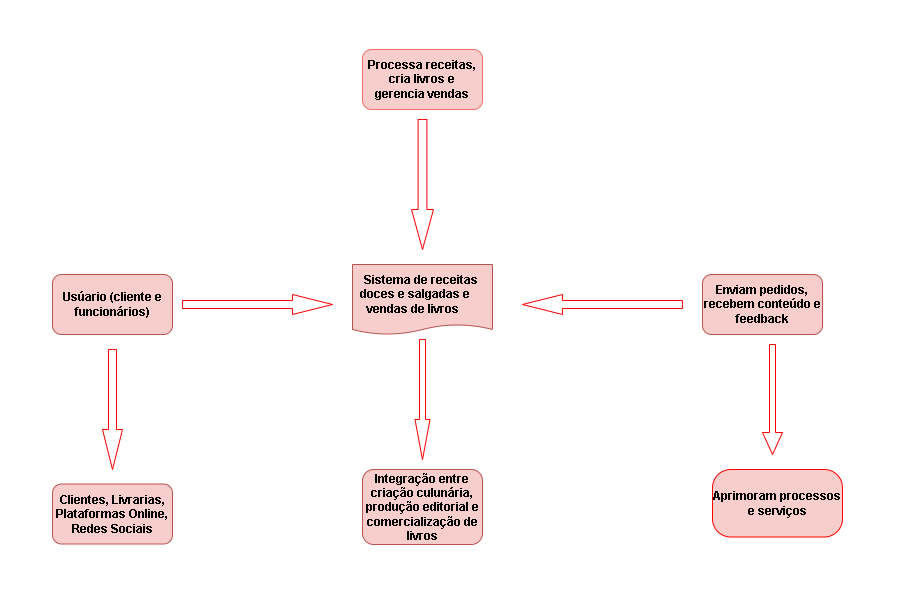 Processa receitas,
cria livros e
gerencia vendas
Usúario (cliente e
funcionários)
Sistema de receitas
doces e salgadas e
vendas de livros
Enviam pedidos,
recebem conteúdo e
feedback
Clientes, Livrarias,
Plataformas Online,
Redes Sociais
Integração entre
criação culunária,
produção editorial e
comercialização de
livros
Aprimoram processos
e serviços